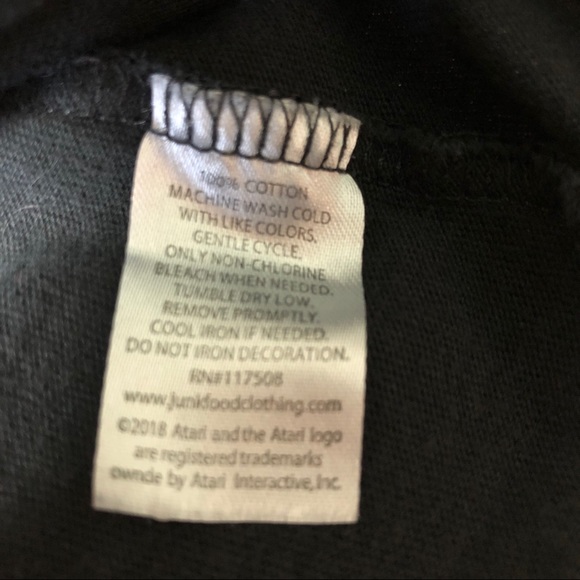 100% COTTON
MACHINE WASH COLD
WITH LIKE COLORS.
GENTLE CYCLE.
ONLY NON-CHLORINE
BLEACH WHEN NEEDED.
TUMBLE DRY LOW.
REMOVE PROMPTLY.
COOL IRON IF NEEDED.
DO NOT IRON DECORATION.
RN#117508
www.junkfoodclothing.com
©2018 Atari and the Atari logo
are registered trademarks
ownde by Atari Interactive, Inc.